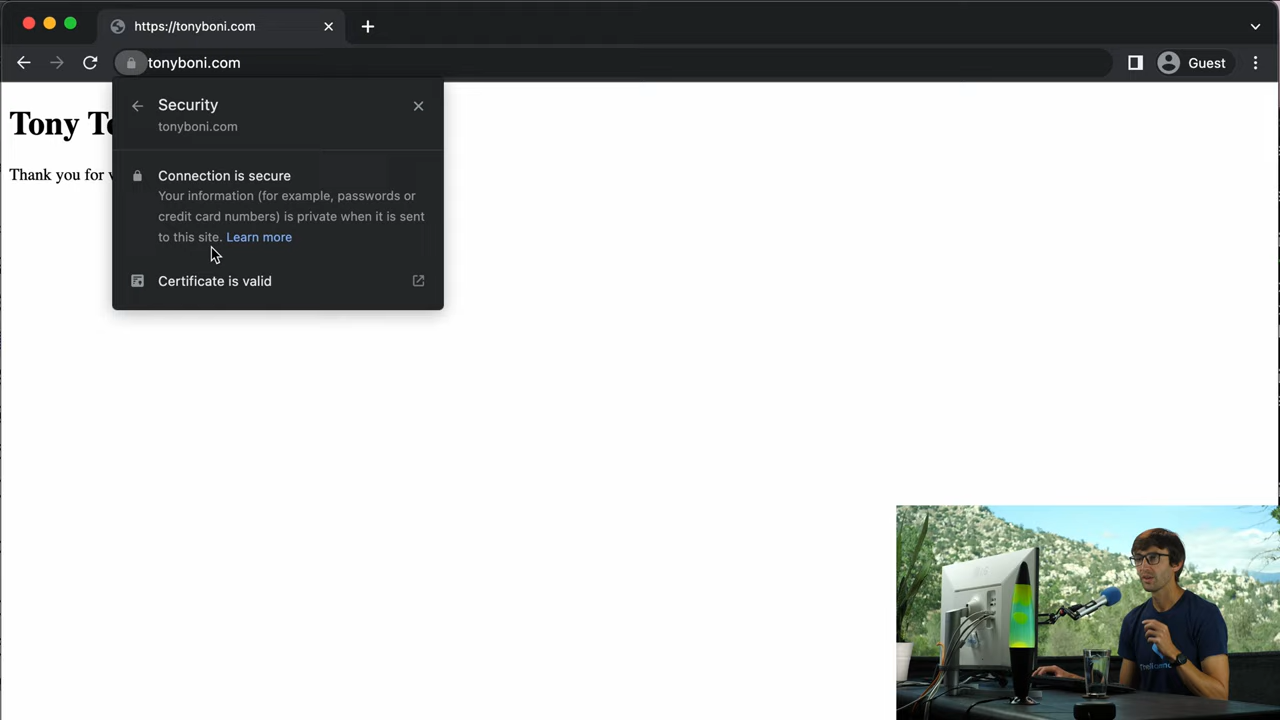 https://tonyboni.com
tonyboni.com
Guest
Security
tonyboni.com
Tony
Thank you for
Connection is secure
Your information (for example, passwords or
credit card numbers) is private when it is sent
to this site. Learn more
Certificate is valid